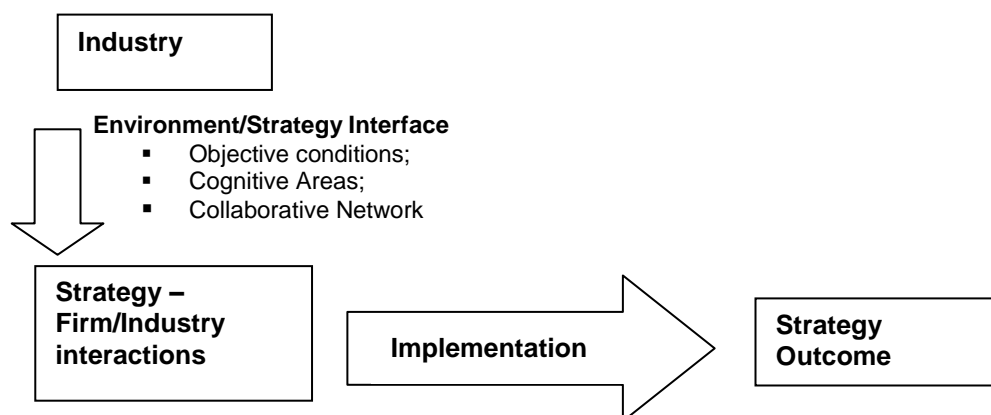 Industry
Environment/Strategy Interface
▪ Objective conditions;
▪ Cognitive Areas;
▪ Collaborative Network
Strategy –
Firm/Industry
interactions
Implementation
Strategy
Outcome